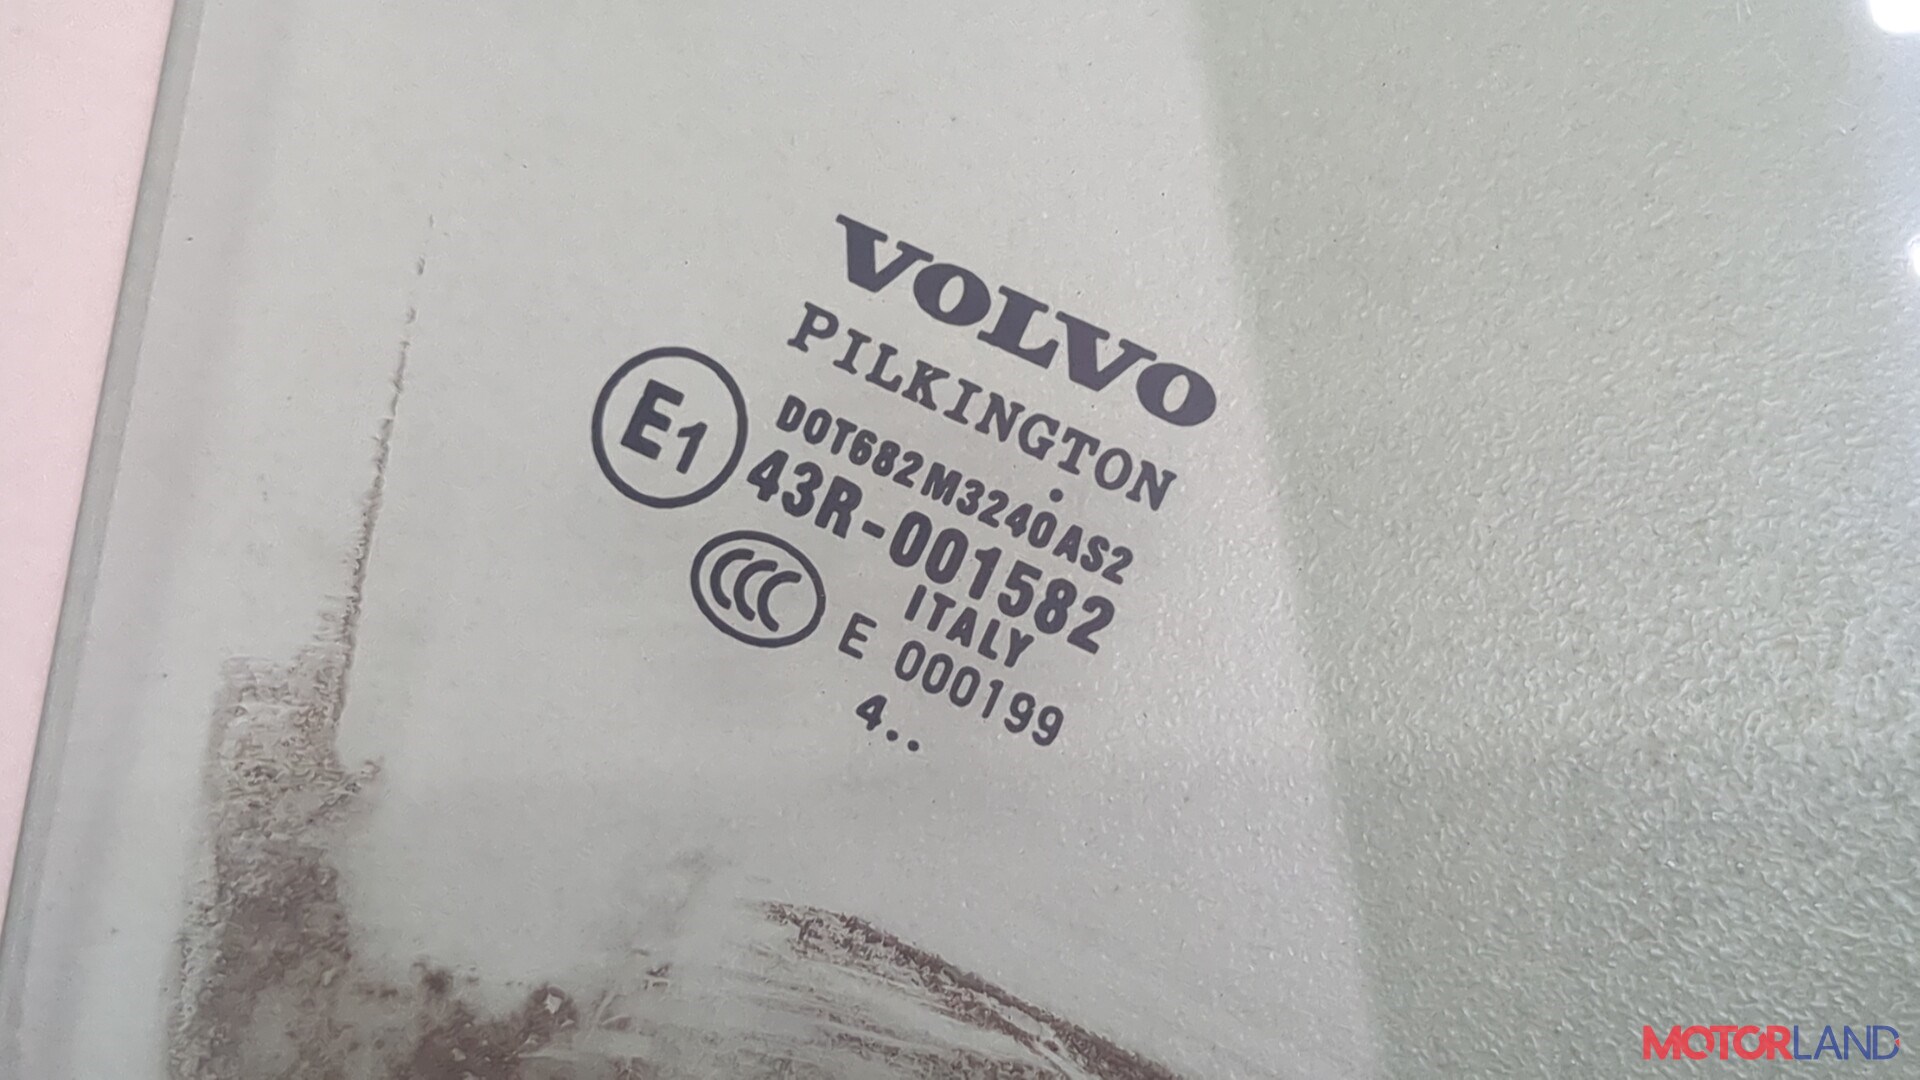 VOLVO
PILKINGTON
E1
DOT682M3240AS2
43R-001582
ITALY
CCC
E 000199
4..
MOTORLAND